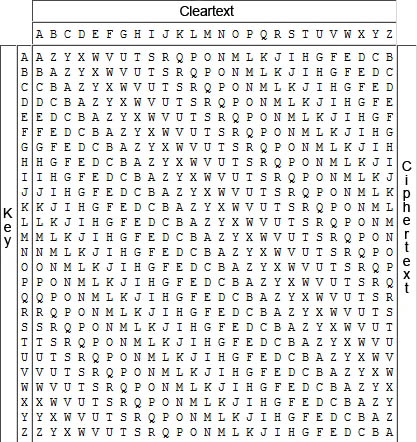 Cleartext
A B C D E F G H I J K L M N O P Q R S T U V W X Y Z
A A Z Y X W V U T S R Q P O N M L K J I H G F E D C B
B B A Z Y X W V U T S R Q P O N M L K J I H G F E D C
C C B A Z Y X W V U T S R Q P O N M L K J I H G F E D
D D C B A Z Y X W V U T S R Q P O N M L K J I H G F E
E E D C B A Z Y X W V U T S R Q P O N M L K J I H G F
F F E D C B A Z Y X W V U T S R Q P O N M L K J I H G
G G F E D C B A Z Y X W V U T S R Q P O N M L K J I H
H H G F E D C B A Z Y X W V U T S R Q P O N M L K J I
I I H G F E D C B A Z Y X W V U T S R Q P O N M L K J
J J I H G F E D C B A Z Y X W V U T S R Q P O N M L K
K K J I H G F E D C B A Z Y X W V U T S R Q P O N M L
L L K J I H G F E D C B A Z Y X W V U T S R Q P O N M
M M L K J I H G F E D C B A Z Y X W V U T S R Q P O N
N N M L K J I H G F E D C B A Z Y X W V U T S R Q P O
O O N M L K J I H G F E D C B A Z Y X W V U T S R Q P
P P O N M L K J I H G F E D C B A Z Y X W V U T S R Q
Q Q P O N M L K J I H G F E D C B A Z Y X W V U T S R
R R Q P O N M L K J I H G F E D C B A Z Y X W V U T S
S S R Q P O N M L K J I H G F E D C B A Z Y X W V U T
T T S R Q P O N M L K J I H G F E D C B A Z Y X W V U
U U T S R Q P O N M L K J I H G F E D C B A Z Y X W V
V V U T S R Q P O N M L K J I H G F E D C B A Z Y X W
W W V U T S R Q P O N M L K J I H G F E D C B A Z Y X
X X W V U T S R Q P O N M L K J I H G F E D C B A Z Y
Y Y X W V U T S R Q P O N M L K J I H G F E D C B A Z
Z Z Y X W V U T S R Q P O N M L K J I H G F E D C B A
Key
Ciphertext